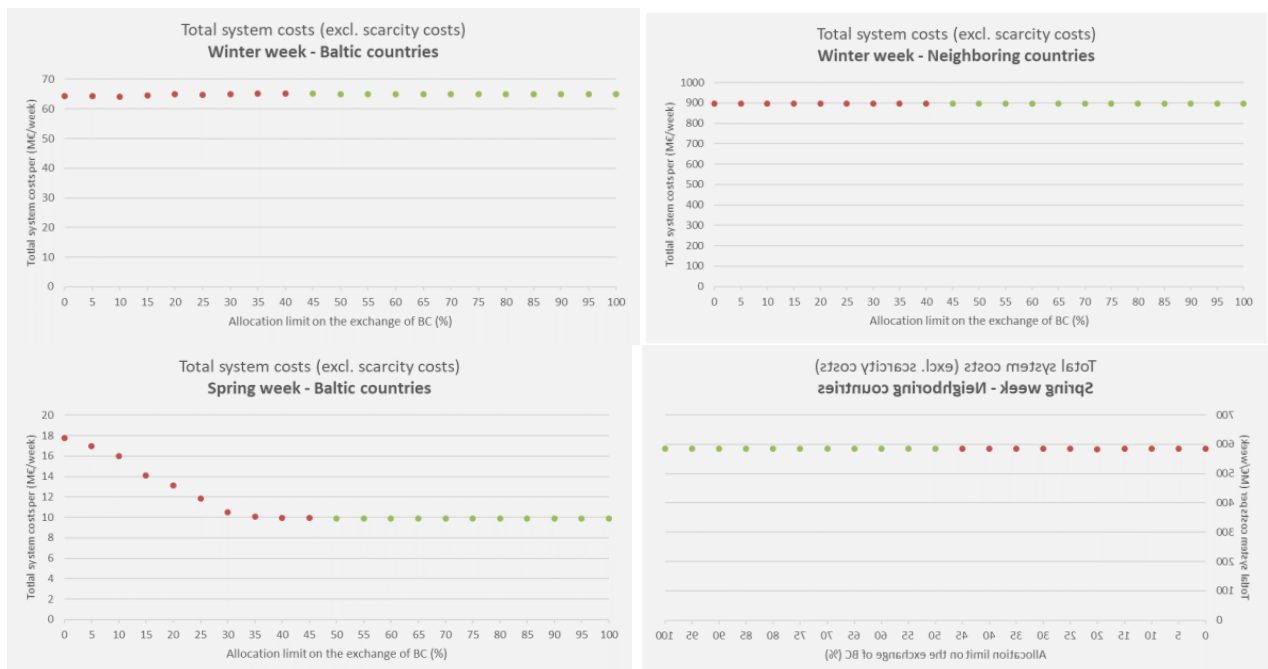 Total system costs (excl. scarcity costs)
Winter week - Baltic countries
Totlal system costs per (M€/week)
70
60
50
40
30
20
10
0
0 5 10 15 20 25 30 35 40 45 50 55 60 65 70 75 80 85 90 95 100
Allocation limit on the exchange of BC (%)
Total system costs (excl. scarcity costs)
Winter week - Neighboring countries
Totlal system costs per (M€/week)
1000
900
800
700
600
500
400
300
200
100
0
0 5 10 15 20 25 30 35 40 45 50 55 60 65 70 75 80 85 90 95 100
Allocation limit on the exchange of BC (%)
Total system costs (excl. scarcity costs)
Spring week - Baltic countries
Totlal system costs per (M€/week)
20
18
16
14
12
10
8
6
4
2
0
0 5 10 15 20 25 30 35 40 45 50 55 60 65 70 75 80 85 90 95 100
Allocation limit on the exchange of BC (%)
Total system costs (excl. scarcity costs)
Spring week - Neighboring countries
Totlal system costs per (M€/week)
700
600
500
400
300
200
100
0
0 5 10 15 20 25 30 35 40 45 50 55 60 65 70 75 80 85 90 95 100
Allocation limit on the exchange of BC (%)